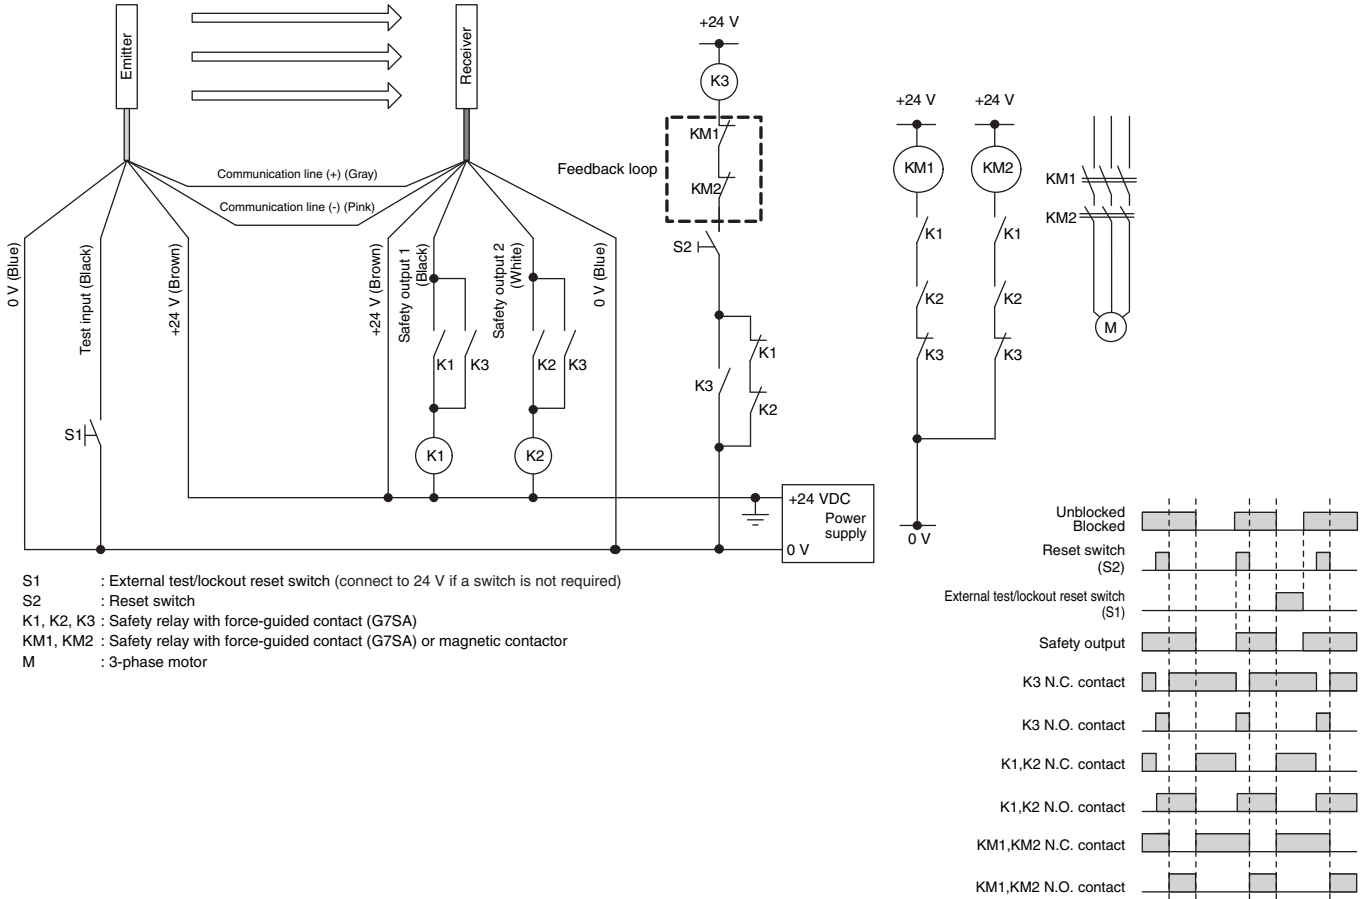 Emitter
Receiver
Communication line (+) (Gray)
Communication line (-) (Pink)
0 V (Blue)
Test input (Black)
+24 V (Brown)
+24 V (Brown)
Safety output 1
(Black)
Safety output 2
(White)
0 V (Blue)
S1
K1
K3
K2
K3
K1
K2
+24 V
K3
KM1
Feedback loop
KM2
S2
K1
K3
K2
+24 VDC
Power
supply
0 V
+24 V
+24 V
KM1
KM2
K1
K1
K2
K2
K3
K3
0 V
KM1
KM2
M
S1 : External test/lockout reset switch (connect to 24 V if a switch is not required)
S2 : Reset switch
K1, K2, K3 : Safety relay with force-guided contact (G7SA)
KM1, KM2 : Safety relay with force-guided contact (G7SA) or magnetic contactor
M : 3-phase motor
Unblocked
Blocked
Reset switch
(S2)
External test/lockout reset switch
(S1)
Safety output
K3 N.C. contact
K3 N.O. contact
K1,K2 N.C. contact
K1,K2 N.O. contact
KM1,KM2 N.C. contact
KM1,KM2 N.O. contact